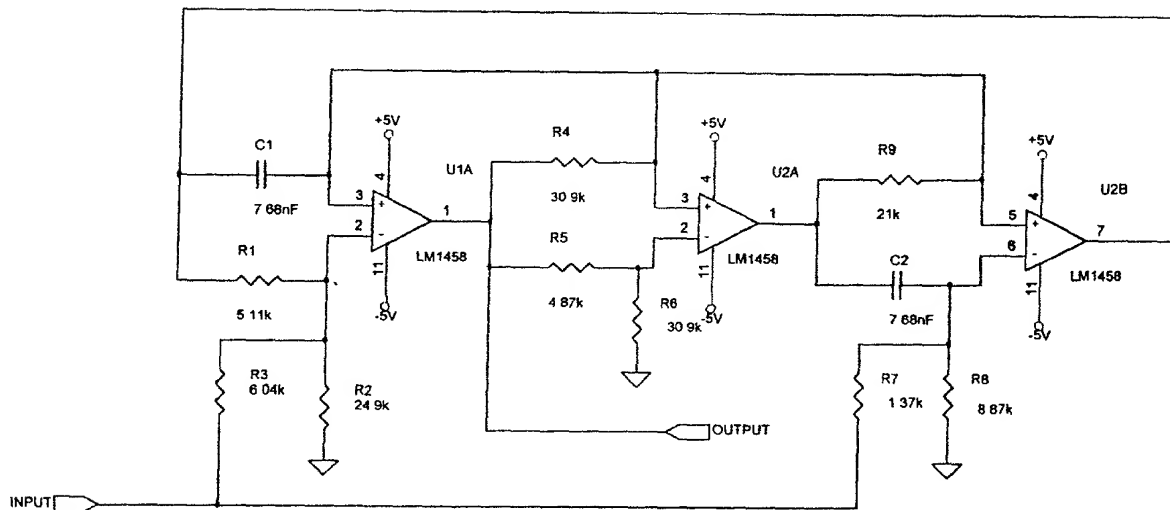 C1
7 68nF
R1
5 11k
R3
6 04k
R2
24 9k
INPUT
+5V
4
3
+
2
-
1
11
-5V
U1A
LM1458
R4
30 9k
R5
4 87k
R6
30 9k
OUTPUT
+5V
4
3
+
2
-
1
11
-5V
U2A
LM1458
R9
21k
C2
7 68nF
R7
1 37k
R8
8 87k
+5V
4
5
+
6
-
7
11
-5V
U2B
LM1458